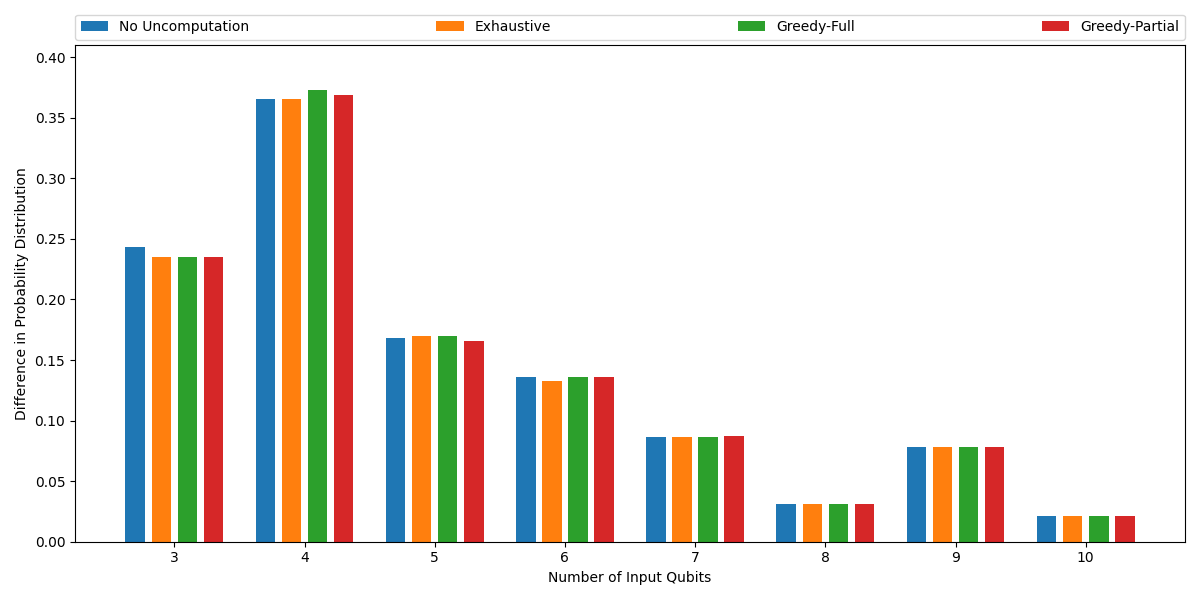 No Uncomputation Exhaustive Greedy-Full Greedy-Partial
0.40
0.35
0.30
0.25
0.20
0.15
0.10
0.05
0.00
Difference in Probability Distribution
3 4 5 6 7 8 9 10
Number of Input Qubits